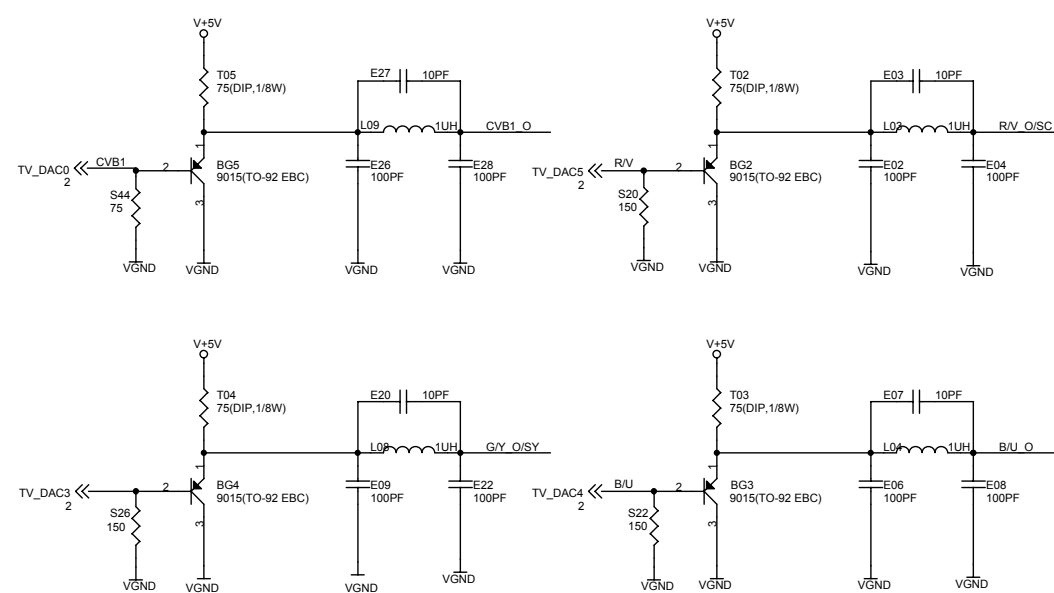 V+5V
T05
75(DIP,1/8W)
E27
10PF
L09
1UH
CVB1_O
TV_DAC0
2
CVB1
2
1
3
BG5
9015(TO-92 EBC)
S44
75
E26
100PF
E28
100PF
VGND
VGND
VGND
VGND
V+5V
T02
75(DIP,1/8W)
E03
10PF
L03
1UH
R/V_O/SC
TV_DAC5
2
R/V
2
1
3
BG2
9015(TO-92 EBC)
S20
150
E02
100PF
E04
100PF
VGND
VGND
VGND
VGND
V+5V
T04
75(DIP,1/8W)
E20
10PF
L08
1UH
G/Y_O/SY
TV_DAC3
2
2
1
3
BG4
9015(TO-92 EBC)
S26
150
E09
100PF
E22
100PF
VGND
VGND
VGND
VGND
V+5V
T03
75(DIP,1/8W)
E07
10PF
L04
1UH
B/U_O
TV_DAC4
2
B/U
2
1
3
BG3
9015(TO-92 EBC)
S22
150
E06
100PF
E08
100PF
VGND
VGND
VGND
VGND